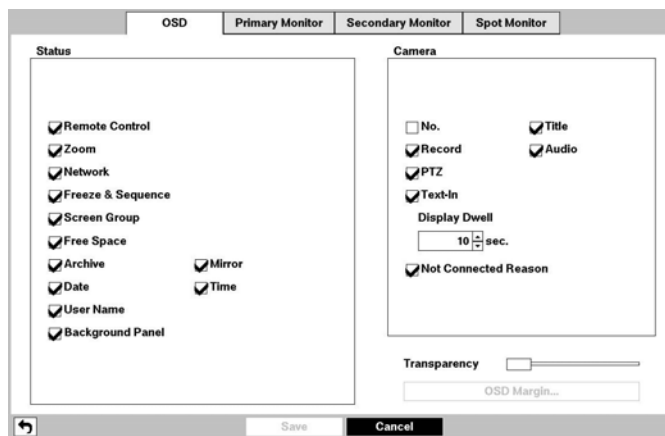 OSD Primary Monitor Secondary Monitor Spot Monitor
Status
Remote Control
Zoom
Network
Freeze & Sequence
Screen Group
Free Space
Archive Mirror
Date Time
User Name
Background Panel
Camera
No. Title
Record Audio
PTZ
Text-In
Display Dwell
10 sec.
Not Connected Reason
Transparency
OSD Margin...
Save Cancel